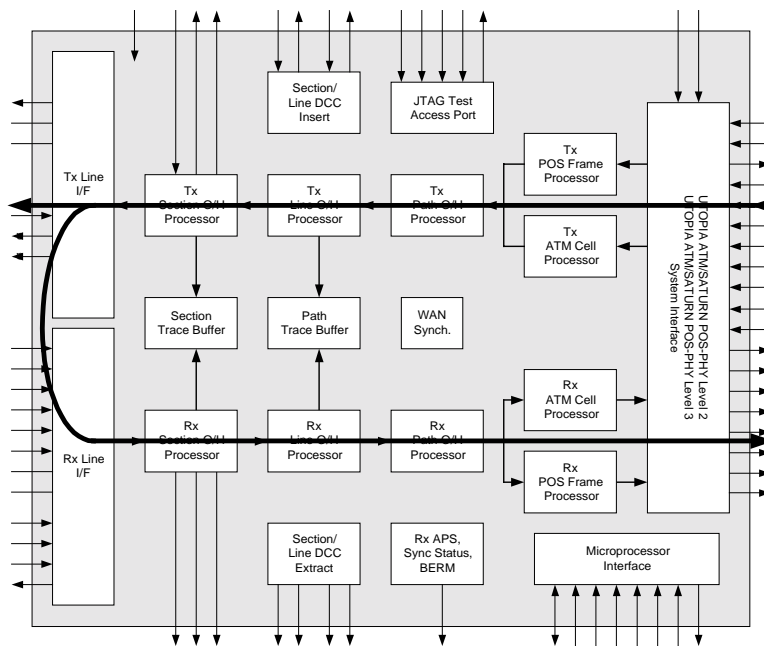 Section/
Line DCC
Insert
JTAG Test
Access Port
Tx Line
I/F
Tx
Section O/H
Processor
Tx
Line O/H
Processor
Tx
Path O/H
Processor
Tx
POS Frame
Processor
Tx
ATM Cell
Processor
UTOPIA ATM/SATURN POS-PHY Level 2
UTOPIA ATM/SATURN POS-PHY Level 3
System Interface
Section
Trace Buffer
Path
Trace Buffer
WAN
Synch.
Rx Line
I/F
Rx
Section O/H
Processor
Rx
Line O/H
Processor
Rx
Path O/H
Processor
Rx
ATM Cell
Processor
Rx
POS Frame
Processor
Section/
Line DCC
Extract
Rx APS,
Sync Status,
BERM
Microprocessor
Interface